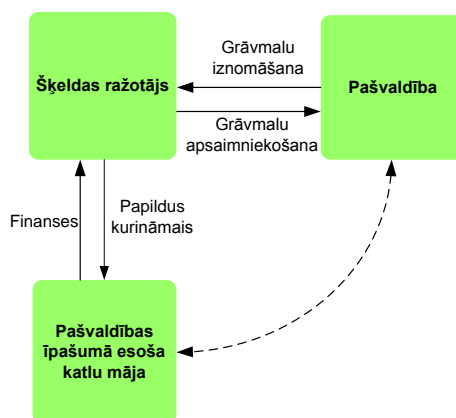 Grāvmalu
iznomāšana
Šķeldas ražotājs
Pašvaldība
Grāvmalu
apsaimniekošana
Finanses
Papildus
kurināmais
Pašvaldības
īpašumā esoša
katlu māja